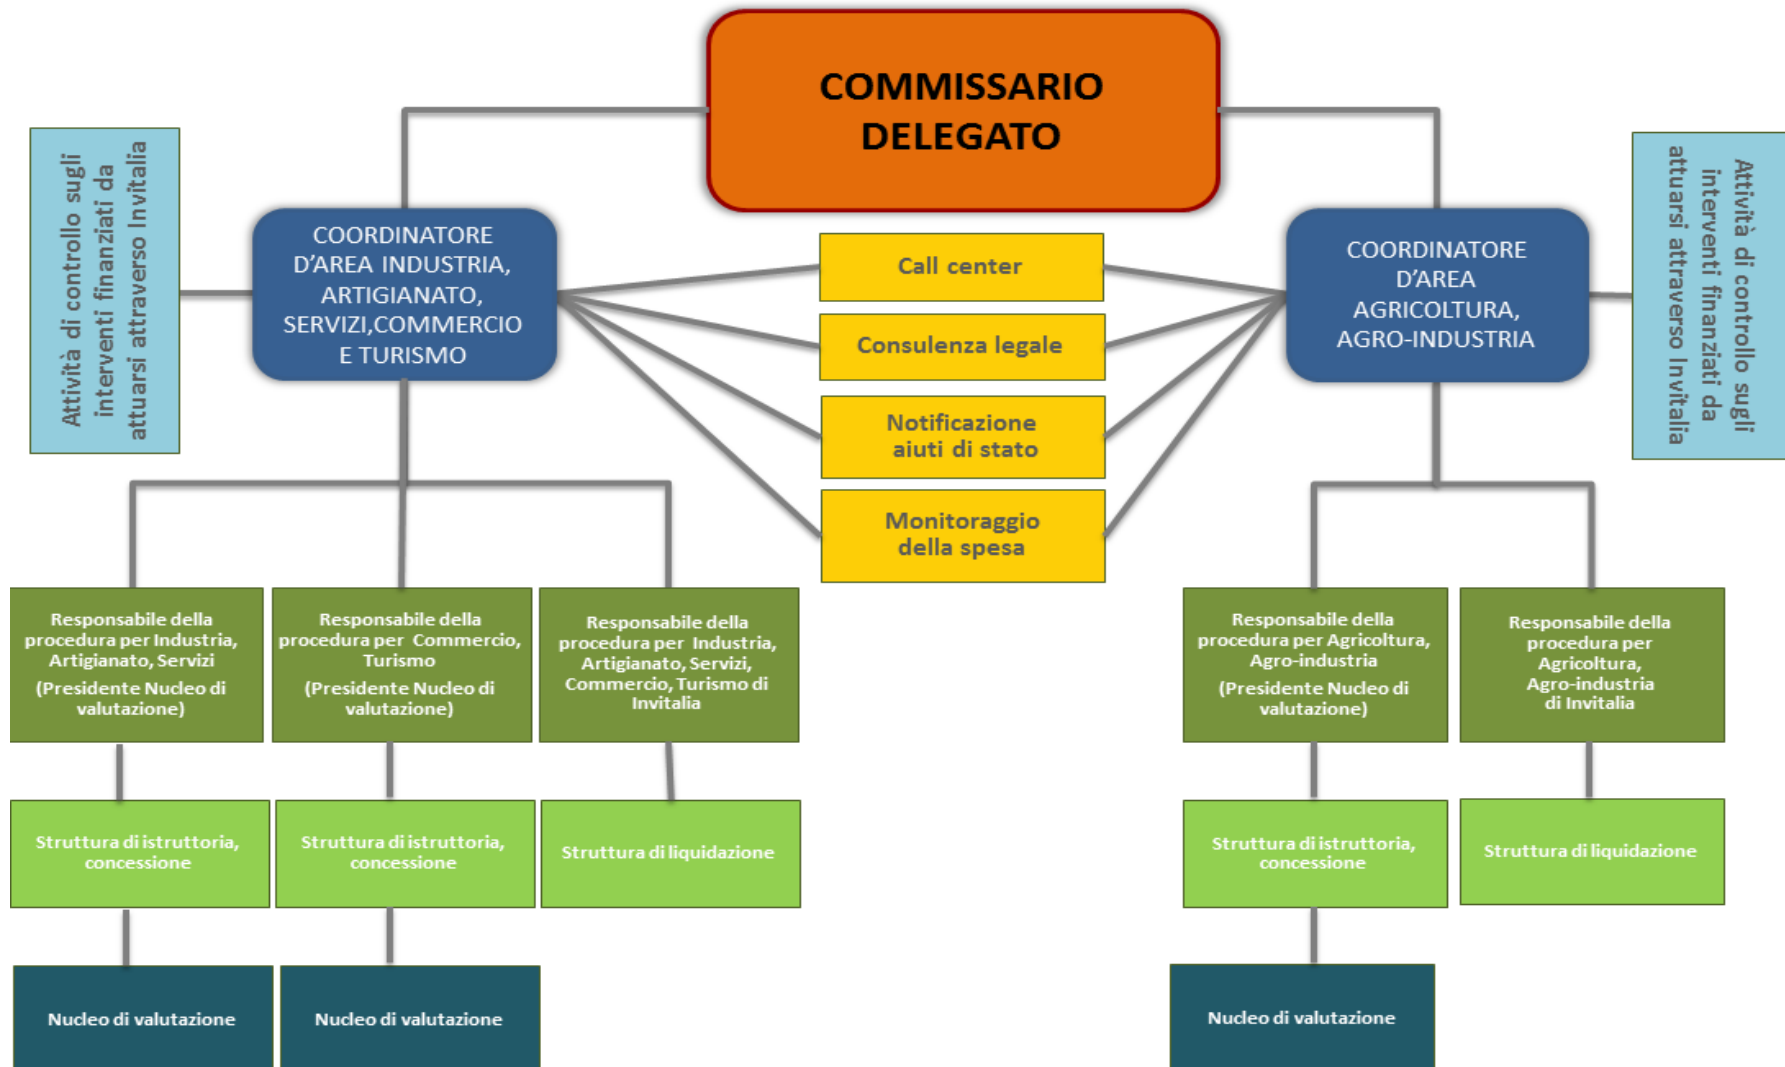 COMMISSARIO
DELEGATO
Attività di controllo sugli
interventi finanziati da
attuarsi attraverso Invitalia
COORDINATORE
D'AREA INDUSTRIA,
ARTIGIANATO,
SERVIZI,COMMERCIO
E TURISMO
Call center
Consulenza legale
Notificazione
aiuti di stato
Monitoraggio
della spesa
COORDINATORE
D'AREA
AGRICOLTURA,
AGRO-INDUSTRIA
Attività di controllo sugli
interventi finanziati da
attuarsi attraverso Invitalia
Responsabile della
procedura per Industria,
Artigianato, Servizi
(Presidente Nucleo di
valutazione)
Responsabile della
procedura per Commercio,
Turismo
(Presidente Nucleo di
valutazione)
Responsabile della
procedura per Industria,
Artigianato, Servizi,
Commercio, Turismo di
Invitalia
Responsabile della
procedura per Agricoltura,
Agro-industria
(Presidente Nucleo di
valutazione)
Responsabile della
procedura per
Agricoltura,
Agro-industria
di Invitalia
Struttura di istruttoria,
concessione
Struttura di istruttoria,
concessione
Struttura di liquidazione
Struttura di istruttoria,
concessione
Struttura di liquidazione
Nucleo di valutazione
Nucleo di valutazione
Nucleo di valutazione